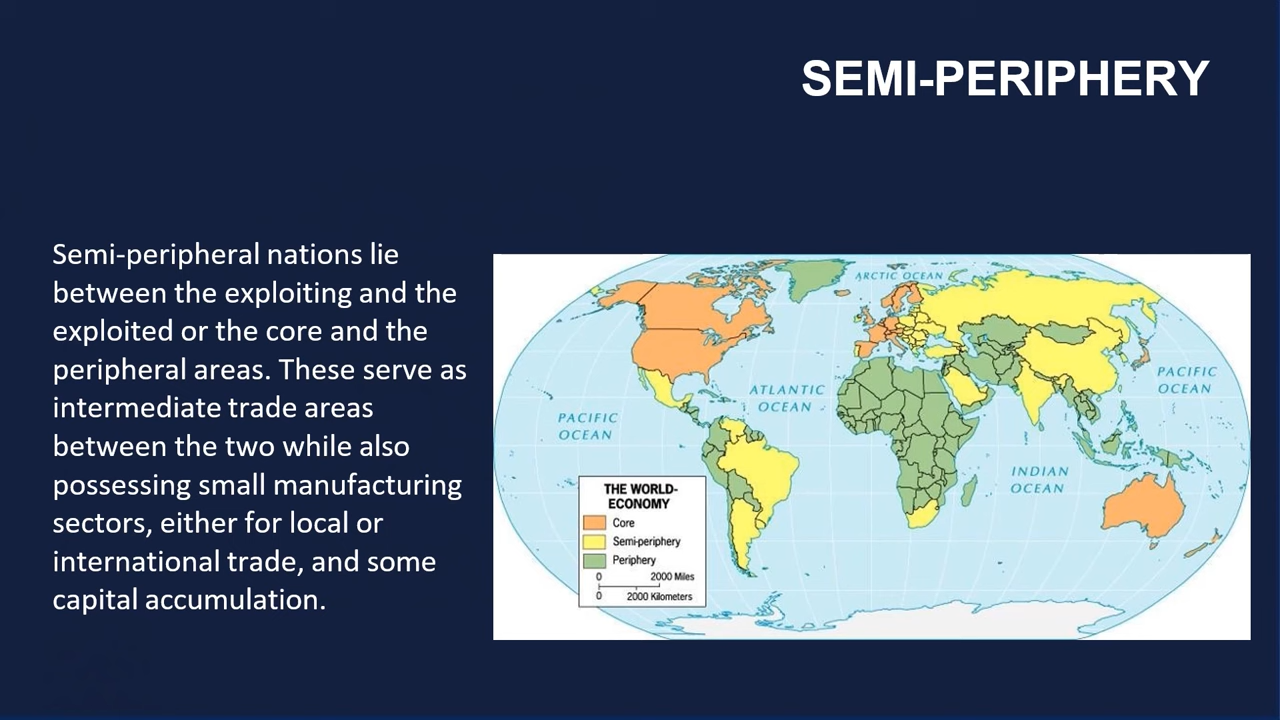 SEMI-PERIPHERY
Semi-peripheral nations lie
between the exploiting and the
exploited or the core and the
peripheral areas. These serve as
intermediate trade areas
between the two while also
possessing small manufacturing
sectors, either for local or
international trade, and some
capital accumulation.
ARCTIC OCEAN
ATLANTIC
OCEAN
PACIFIC
OCEAN
PACIFIC
OCEAN
INDIAN
OCEAN
THE WORLD-
ECONOMY
Core
Semi-periphery
Periphery
0 2000 Miles
0 2000 Kilometers